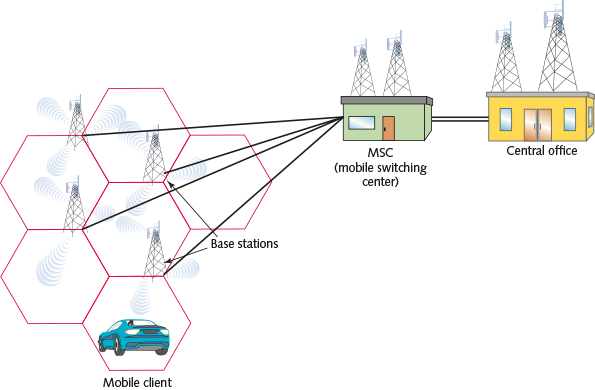 MSC
(mobile switching
center)
Central office
Base stations
Mobile client